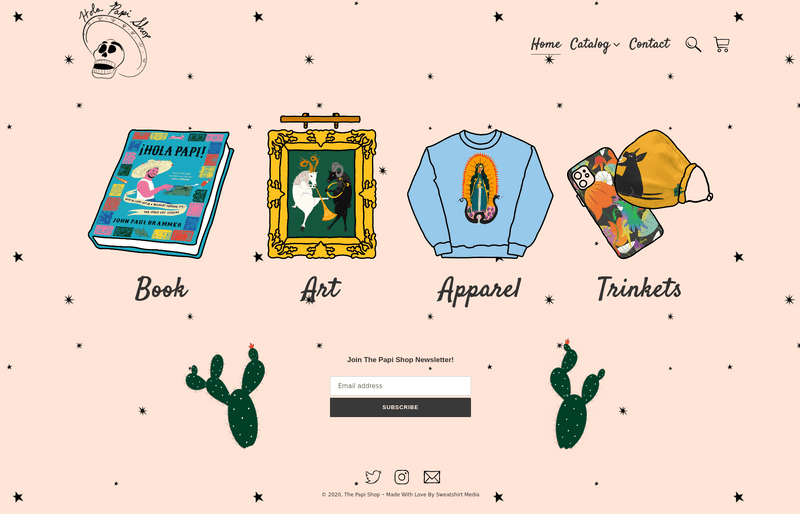 Hola Papi Shop
Home Catalog Contact
¡HOLA PAPI!
JOHN PAUL BRAMMER
Book
Art
Apparel
Trinkets
Join The Papi Shop Newsletter!
Email address
SUBSCRIBE
© 2020, The Papi Shop - Made With Love By Sweatshirt Media